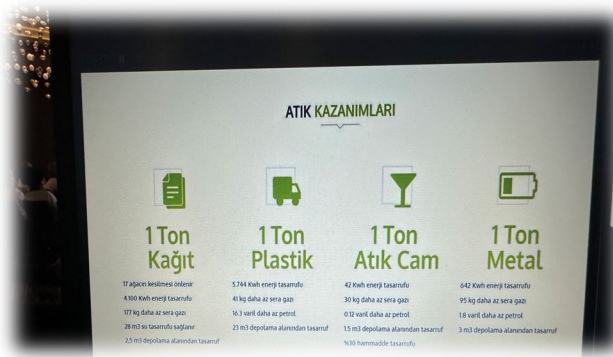 ATIK KAZANIMLARI
1 Ton
Kağıt
17 ağacın kesilmesi önlenir
4.100 Kwh enerji tasarrufu
177 kg daha az sera gazı
28 m3 su tasarrufu sağlanır
2,5 m3 depolama alanından tasarruf
1 Ton
Plastik
5.744 Kwh enerji tasarrufu
41 kg daha az sera gazı
16.3 varil daha az petrol
23 m3 depolama alanından tasarruf
1 Ton
Atık Cam
42 Kwh enerji tasarrufu
30 kg daha az sera gazı
0.12 varil daha az petrol
1.5 m3 depolama alanından tasarruf
%30 hammadde tasarrufu
1 Ton
Metal
642 Kwh enerji tasarrufu
95 kg daha az sera gazı
1.8 varil daha az petrol
3 m3 depolama alanından tasarruf